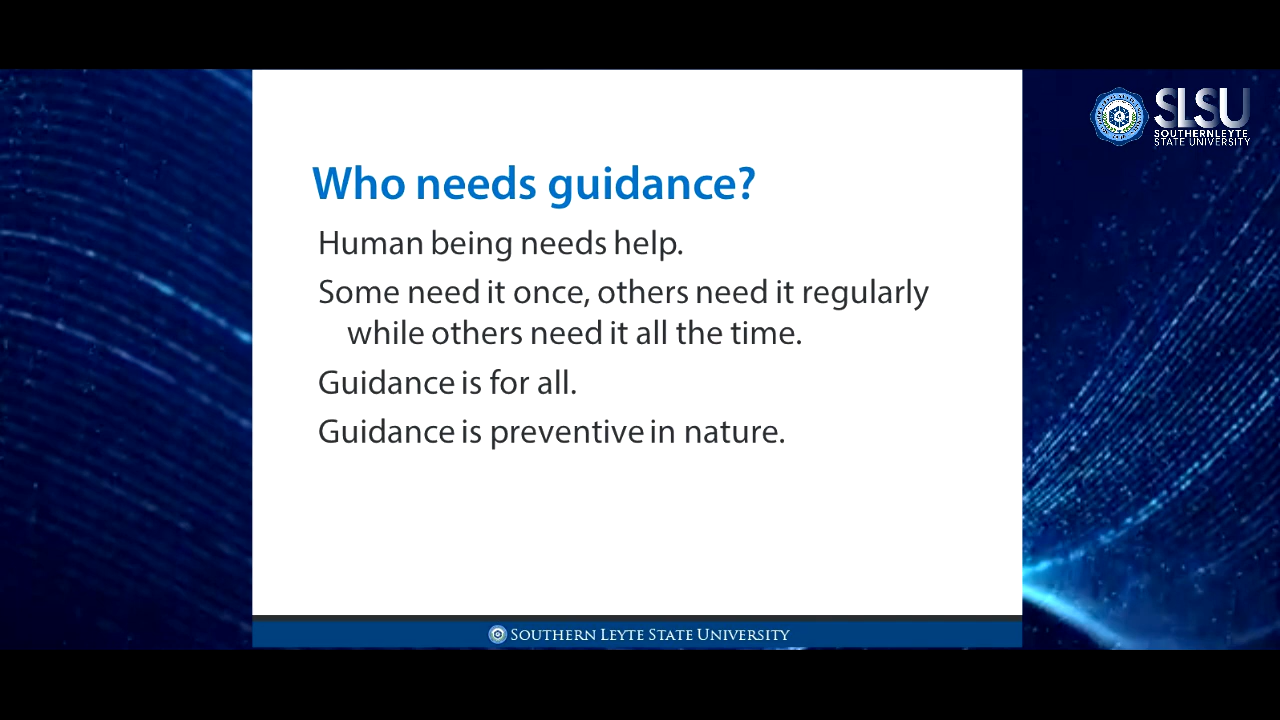 SLSU
SOUTHERN LEYTE
STATE UNIVERSITY
Who needs guidance?
Human being needs help.
Some need it once, others need it regularly
while others need it all the time.
Guidance is for all.
Guidance is preventive in nature.
SOUTHERN LEYTE STATE UNIVERSITY